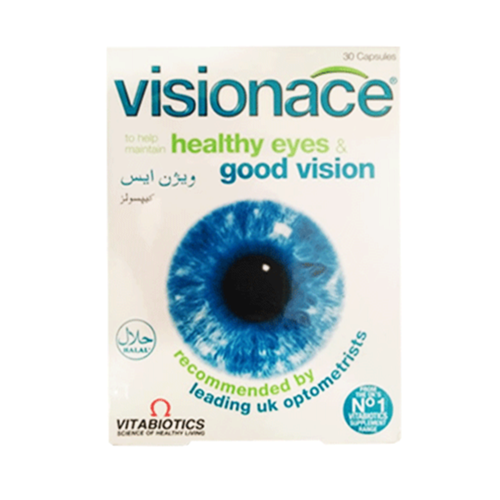 30 Capsules
visionace®
to help
maintain healthy eyes &
good vision
ویژن ایس
کیپسولز
حلال
HALAL
recommended by
leading uk optometrists
VITABIOTICS
SCIENCE OF HEALTHY LIVING
FROM
THE UK'S
Nº1
VITABIOTICS
SUPPLEMENT
RANGE